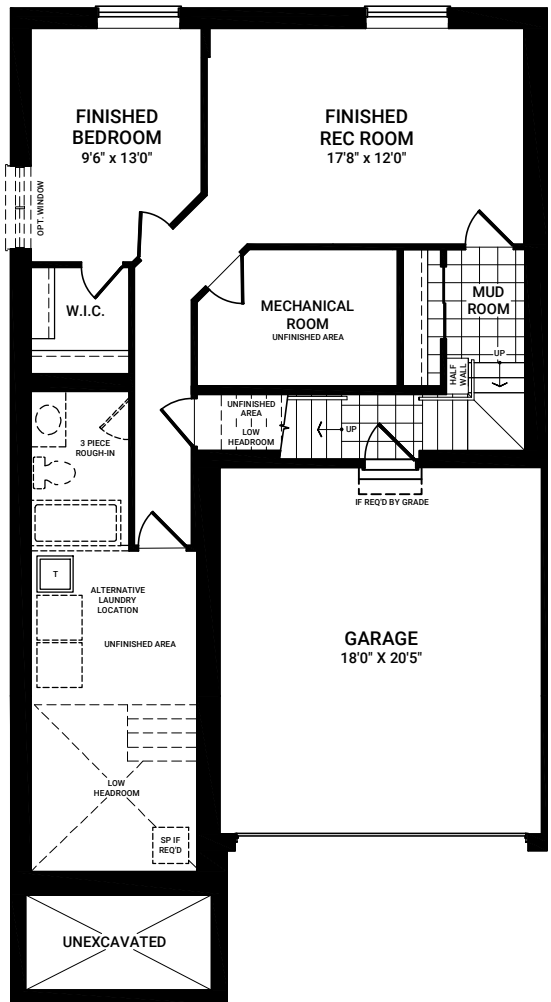 FINISHED
BEDROOM
9'6" x 13'0"
FINISHED
REC ROOM
17'8" x 12'0"
OPT. WINDOW
W.I.C.
MECHANICAL
ROOM
UNFINISHED AREA
MUD
ROOM
UP
HALF
WALL
UNFINISHED
AREA
LOW
HEADROOM
UP
3 PIECE
ROUGH-IN
IF REQ'D BY GRADE
T
ALTERNATIVE
LAUNDRY
LOCATION
UNFINISHED AREA
GARAGE
18'0" X 20'5"
LOW
HEADROOM
SP IF
REQ'D
UNEXCAVATED